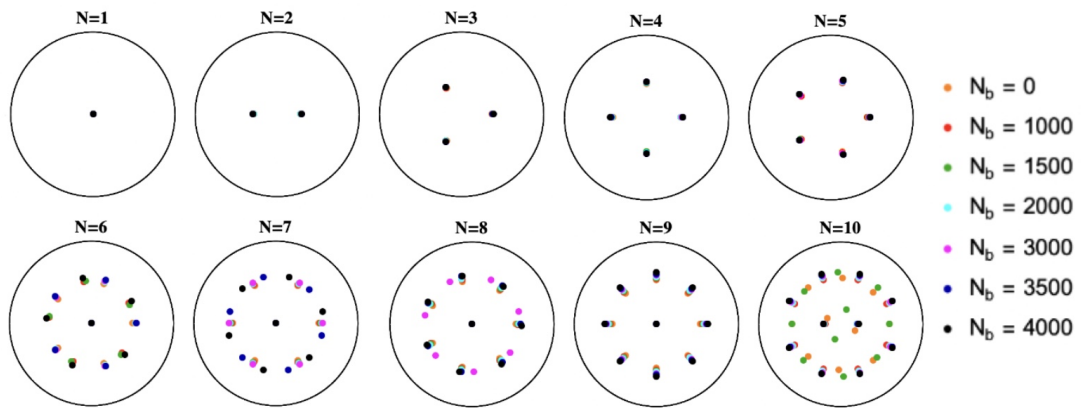 N=1
N=2
N=3
N=4
N=5
N_b = 0
N_b = 1000
N_b = 1500
N_b = 2000
N_b = 3000
N_b = 3500
N_b = 4000
N=6
N=7
N=8
N=9
N=10